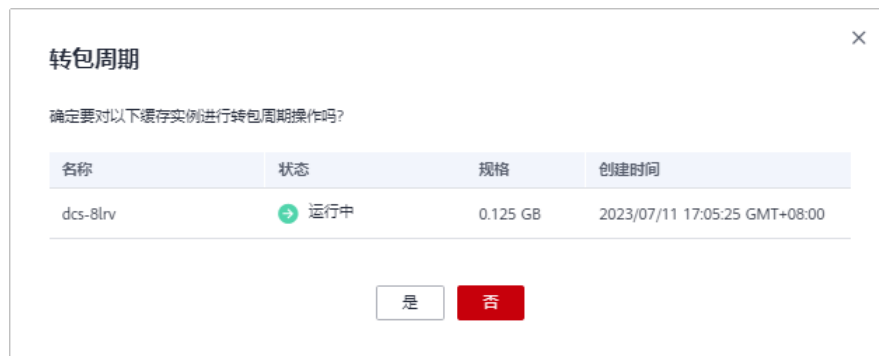 转包周期
确定要对以下缓存实例进行转包周期操作吗?
名称 状态 规格 创建时间
dcs-8lrv 运行中 0.125 GB 2023/07/11 17:05:25 GMT+08:00
是 否